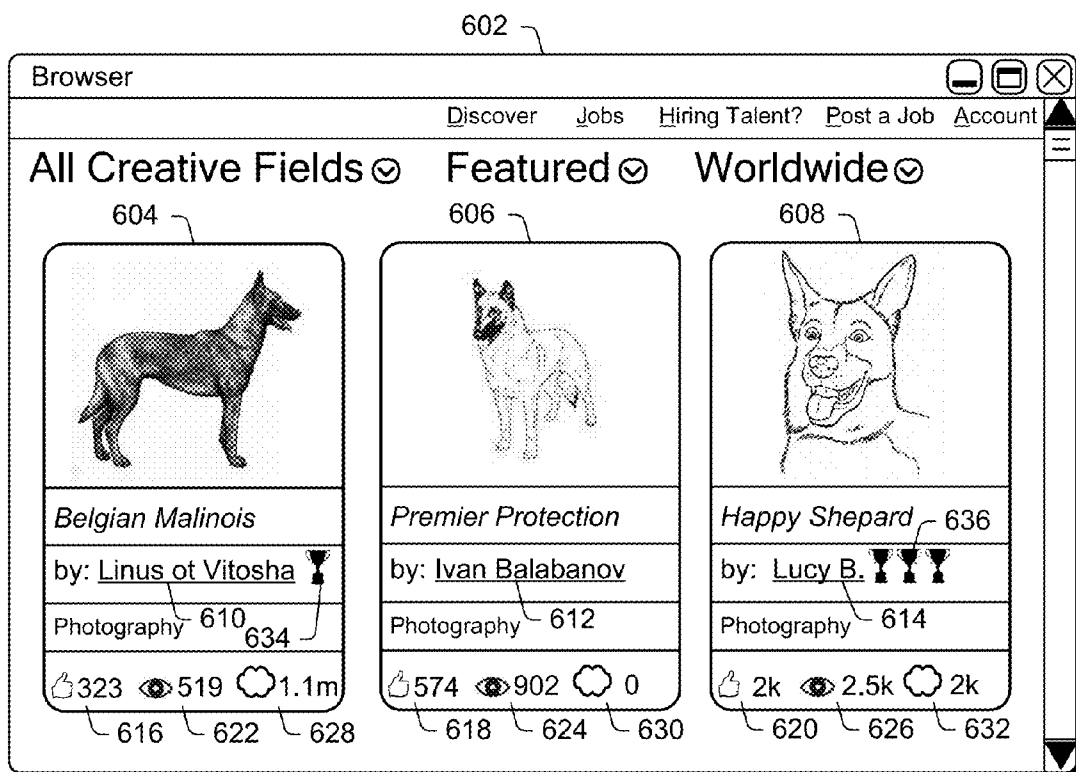 602
Browser
Discover Jobs Hiring Talent? Post a Job Account
All Creative Fields Featured Worldwide
604 606 608
Belgian Malinois Premier Protection Happy Shepard 636
by: Linus ot Vitosha by: Ivan Balabanov by: Lucy B.
Photography 610 634 Photography 612 Photography 614
323 519 1.1m 574 902 0 2k 2.5k 2k
616 622 628 618 624 630 620 626 632